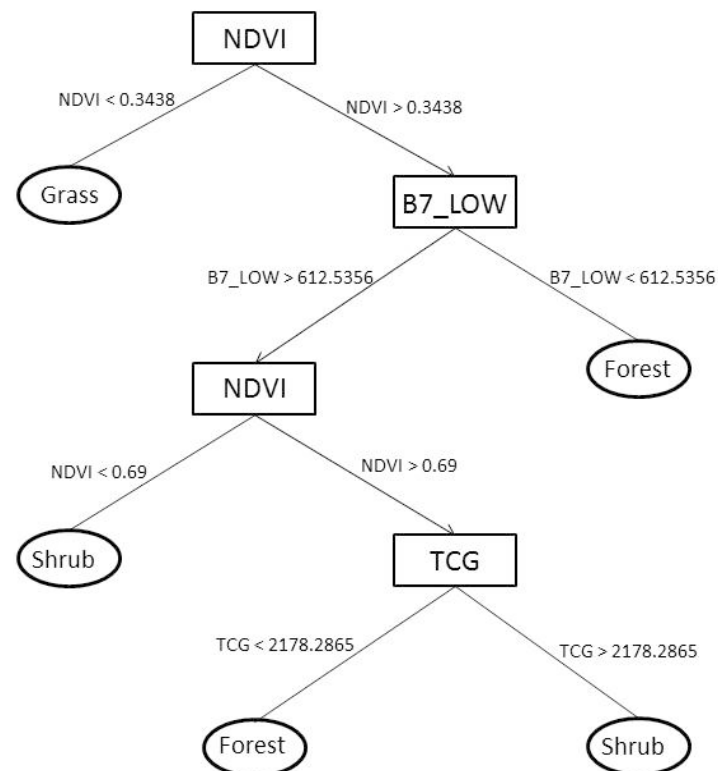 NDVI
NDVI < 0.3438
NDVI > 0.3438
Grass
B7_LOW
B7_LOW > 612.5356
B7_LOW < 612.5356
NDVI
Forest
NDVI < 0.69
NDVI > 0.69
Shrub
TCG
TCG < 2178.2865
TCG > 2178.2865
Forest
Shrub